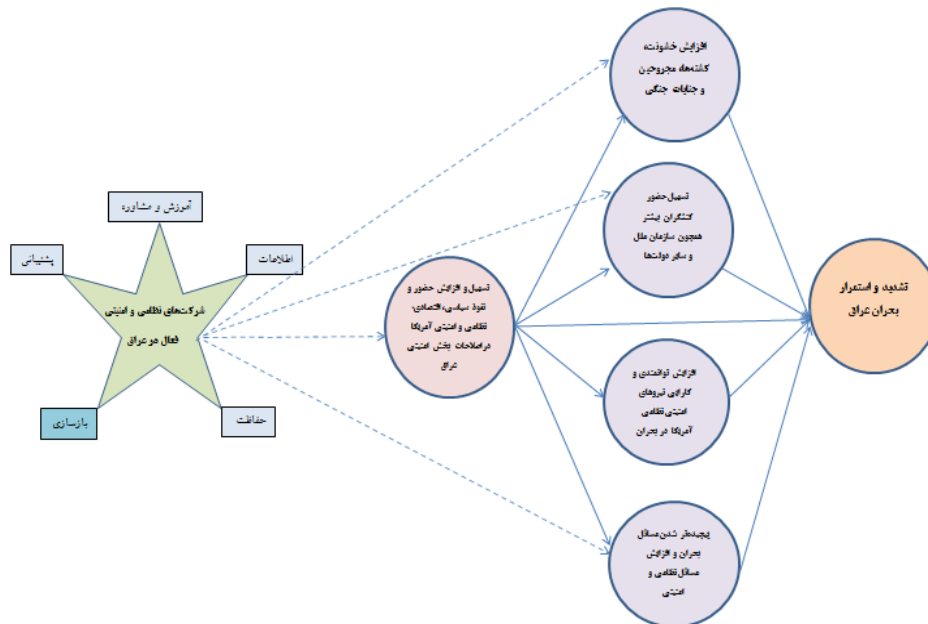 افزایش خشونت،
کشته‌ها، مجروحین
و جنایات جنگی
تسهیل حضور
کنشگران بیشتر
همچون سازمان ملل
و سایر دولت‌ها
آموزش و مشاوره
پشتیبانی
اطلاعات
شرکت‌های نظامی و امنیتی
فعال در عراق
بازسازی
حفاظت
تسهیل و افزایش حضور و
نفوذ سیاسی، اقتصادی،
نظامی و امنیتی آمریکا
در اصلاحات بخش امنیتی
عراق
تشدید و استمرار
بحران عراق
افزایش توانمندی و
کارایی نیروهای
امنیتی نظامی
آمریکا در بحران
پیچیده‌تر شدن مسائل
بحران و افزایش
مسائل نظامی و
امنیتی